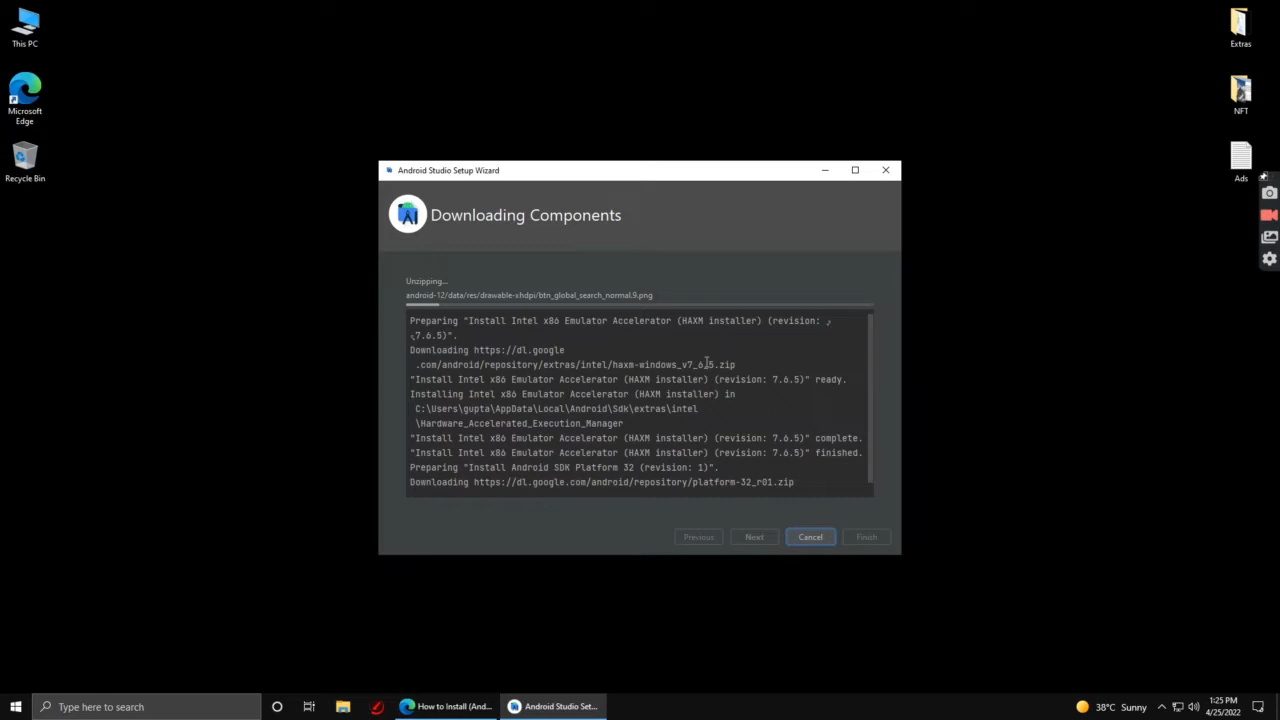 This PC
Microsoft
Edge
Recycle Bin
Extras
NFT
Ads
Android Studio Setup Wizard
Downloading Components
Unzipping...
android-12/data/res/drawable-xhdpi/btn_global_search_normal.9.png
Preparing "Install Intel x86 Emulator Accelerator (HAXM installer) (revision:
7.6.5)".
Downloading https://dl.google
.com/android/repository/extras/intel/haxm-windows_v7_6_5.zip
"Install Intel x86 Emulator Accelerator (HAXM installer) (revision: 7.6.5)" ready.
Installing Intel x86 Emulator Accelerator (HAXM installer) in
C:\Users\gupta\AppData\Local\Android\Sdk\extras\intel
\Hardware_Accelerated_Execution_Manager
"Install Intel x86 Emulator Accelerator (HAXM installer) (revision: 7.6.5)" complete.
"Install Intel x86 Emulator Accelerator (HAXM installer) (revision: 7.6.5)" finished.
Preparing "Install Android SDK Platform 32 (revision: 1)".
Downloading https://dl.google.com/android/repository/platform-32_r01.zip
Previous
Next
Cancel
Finish
Type here to search
How to Install (And...
Android Studio Set...
38°C Sunny
1:25 PM
4/25/2022